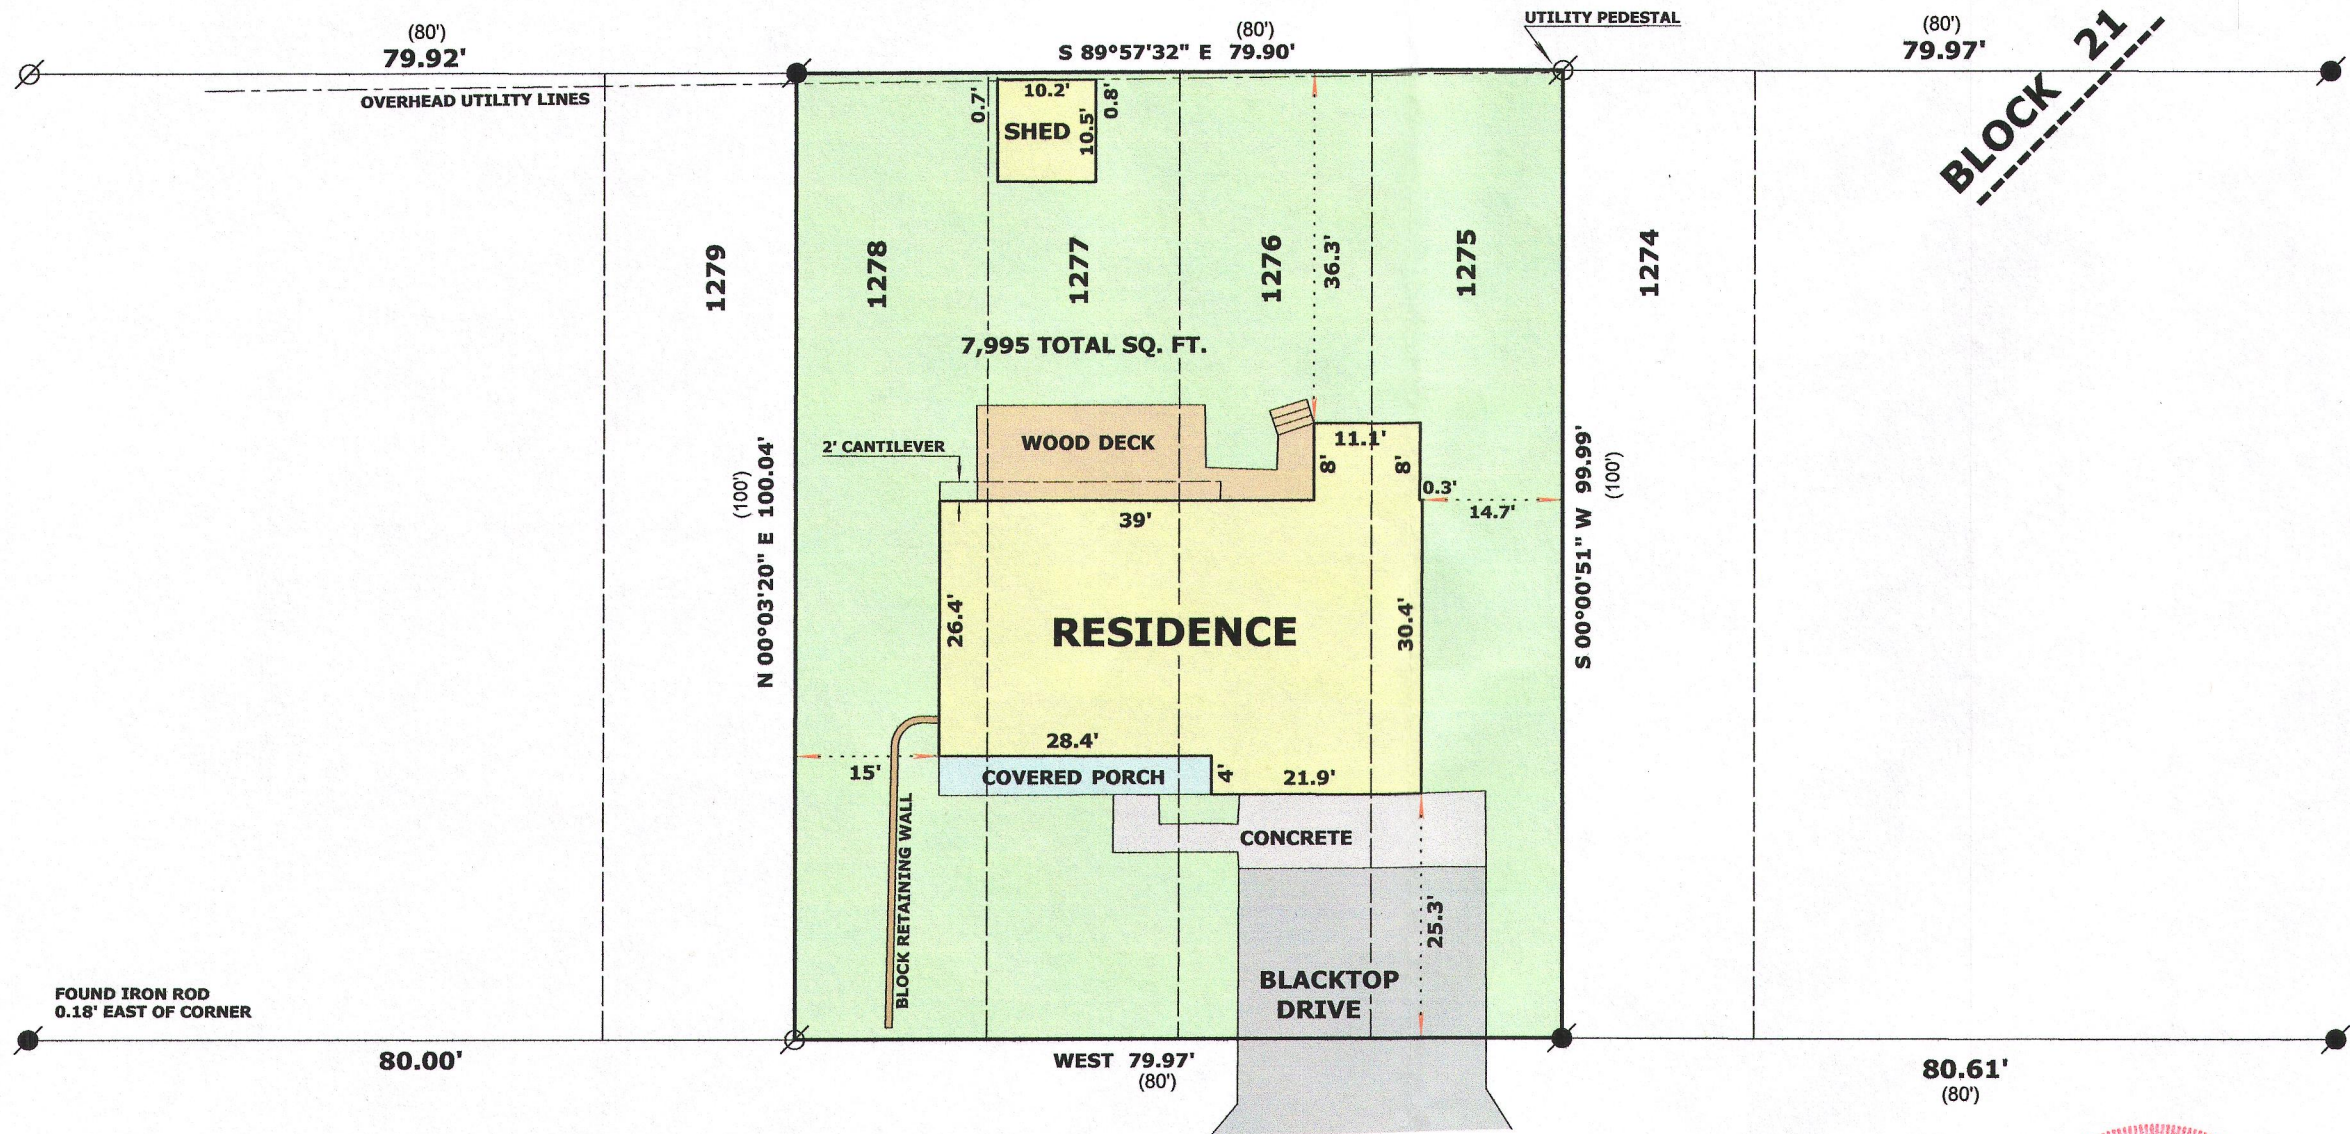 UTILITY PEDESTAL
(80')
79.92'
(80')
S 89°57'32" E 79.90'
(80')
79.97'
BLOCK 21
OVERHEAD UTILITY LINES
0.7'
10.2'
0.8'
SHED
10.5'
1279
1278
1277
1276
36.3'
1275
1274
7,995 TOTAL SQ. FT.
2' CANTILEVER
WOOD DECK
11.1'
8'
8'
0.3'
14.7'
39'
(100')
N 00°03'20" E 100.04'
S 00°00'51" W 99.99'
(100')
26.4'
RESIDENCE
30.4'
28.4'
15'
COVERED PORCH
4'
21.9'
BLOCK RETAINING WALL
CONCRETE
25.3'
BLACKTOP
DRIVE
FOUND IRON ROD
0.18' EAST OF CORNER
80.00'
WEST 79.97'
(80')
80.61'
(80')